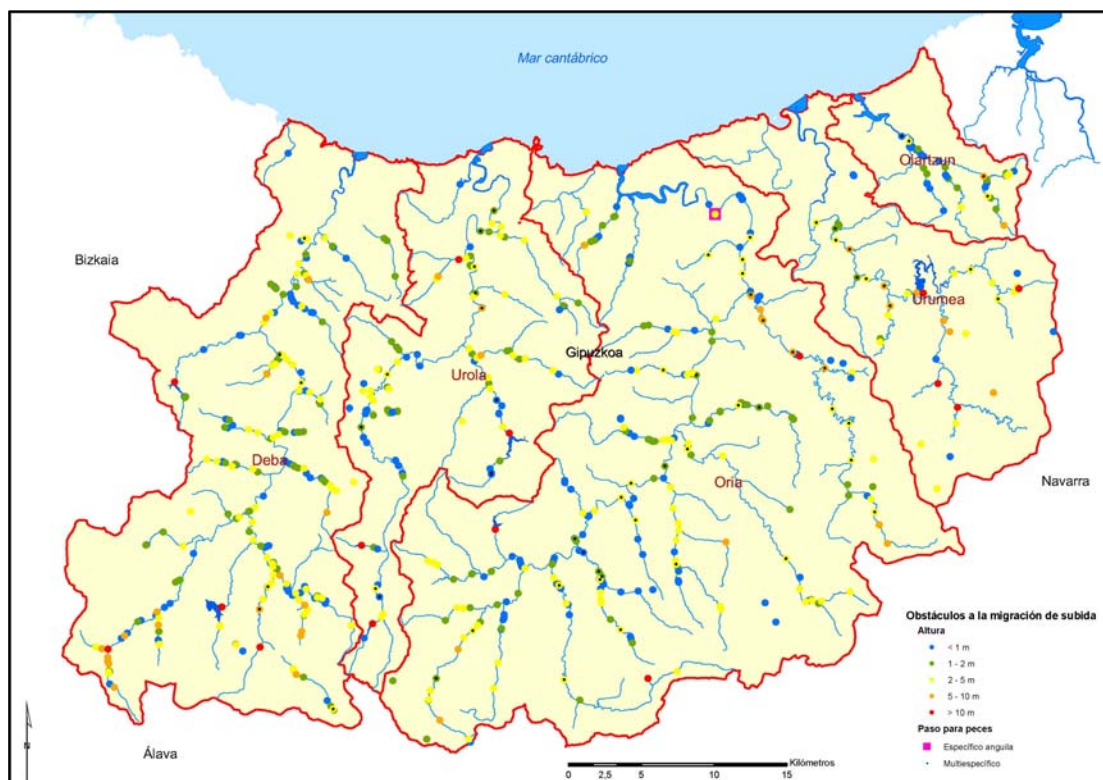 Mar cantábrico
Oiartzun
Bizkaia
Urumea
Gipuzkoa
Urola
Deba
Oria
Navarra
Álava
N
Obstáculos a la migración de subida
Altura
< 1 m
1 - 2 m
2 - 5 m
5 - 10 m
> 10 m
Paso para peces
Específico anguila
Multiespecífico
Kilómetros
0 2,5 5 10 15